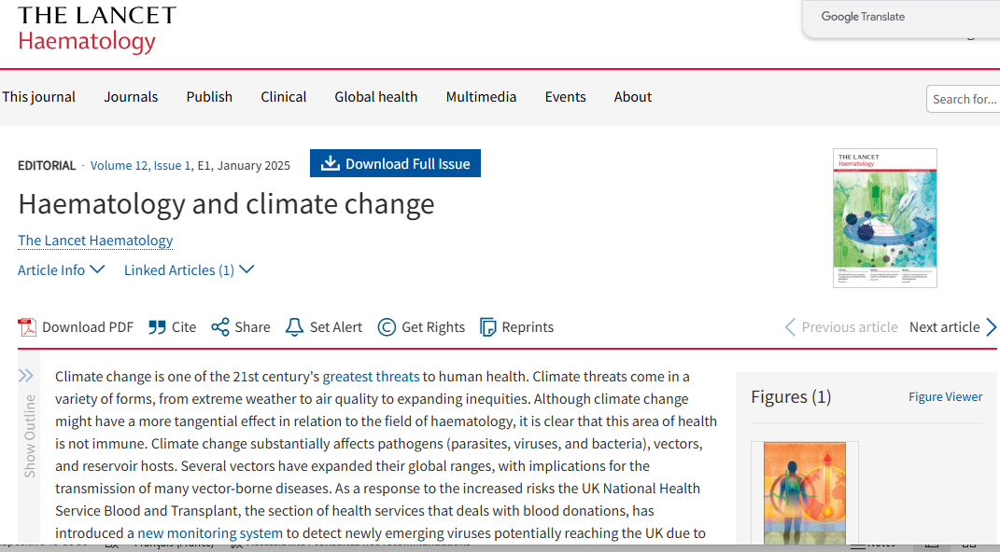 THE LANCET
Haematology
Google Translate
This journal Journals Publish Clinical Global health Multimedia Events About
Search for...
EDITORIAL · Volume 12, Issue 1, E1, January 2025 Download Full Issue
Haematology and climate change
The Lancet Haematology
Article Info Linked Articles (1)
THE LANCET
Haematology
Download PDF Cite Share Set Alert Get Rights Reprints Previous article Next article
Show Outline
Climate change is one of the 21st century's greatest threats to human health. Climate threats come in a
variety of forms, from extreme weather to air quality to expanding inequities. Although climate change
might have a more tangential effect in relation to the field of haematology, it is clear that this area of health
is not immune. Climate change substantially affects pathogens (parasites, viruses, and bacteria), vectors,
and reservoir hosts. Several vectors have expanded their global ranges, with implications for the
transmission of many vector-borne diseases. As a response to the increased risks the UK National Health
Service Blood and Transplant, the section of health services that deals with blood donations, has
introduced a new monitoring system to detect newly emerging viruses potentially reaching the UK due to
Figures (1) Figure Viewer